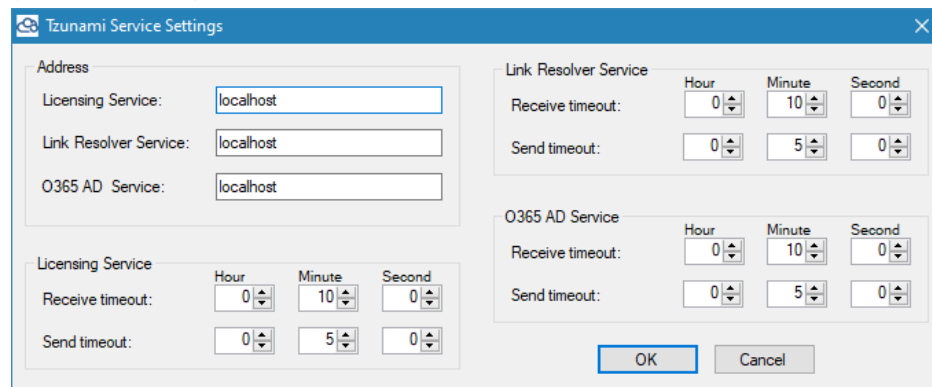 Tzunami Service Settings
Address
Licensing Service: localhost
Link Resolver Service: localhost
O365 AD  Service: localhost
Licensing Service
Hour Minute Second
Receive timeout: 0 10 0
Send timeout: 0 5 0
Link Resolver Service
Hour Minute Second
Receive timeout: 0 10 0
Send timeout: 0 5 0
O365 AD Service
Hour Minute Second
Receive timeout: 0 10 0
Send timeout: 0 5 0
OK Cancel